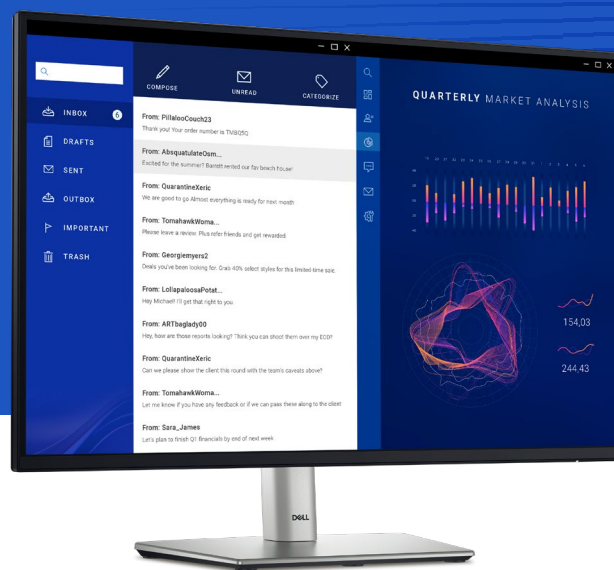 COMPOSE
UNREAD
CATEGORIZE
INBOX 6
DRAFTS
SENT
OUTBOX
IMPORTANT
TRASH
From: PillalooCouch23
Thank you! Your order number is TMBQ5Q
From: AbsquatulateOsm...
Excited for the summer? Barrett rented our fav beach house!
From: QuarantineXeric
We are good to go Almost everything is ready for next month
From: TomahawkWoma...
Please leave a review. Plus refer friends and get rewarded.
From: Georgiemyers2
Deals you've been looking for. Grab 40% select styles for this limited-time sale
From: LollapaloosaPotat...
Hey Michael! I'll get that right to you
From: ARTbaglady00
Hey, how are those reports looking? Think you can shoot them over my EOD?
From: QuarantineXeric
Can we please show the client this round with the team's caveats above?
From: TomahawkWoma...
Let me know if you have any feedback or if we can pass these along to the client
From: Sara_James
Let's plan to finish Q1 financials by end of next week
QUARTERLY MARKET ANALYSIS
154,03
244,43
DELL